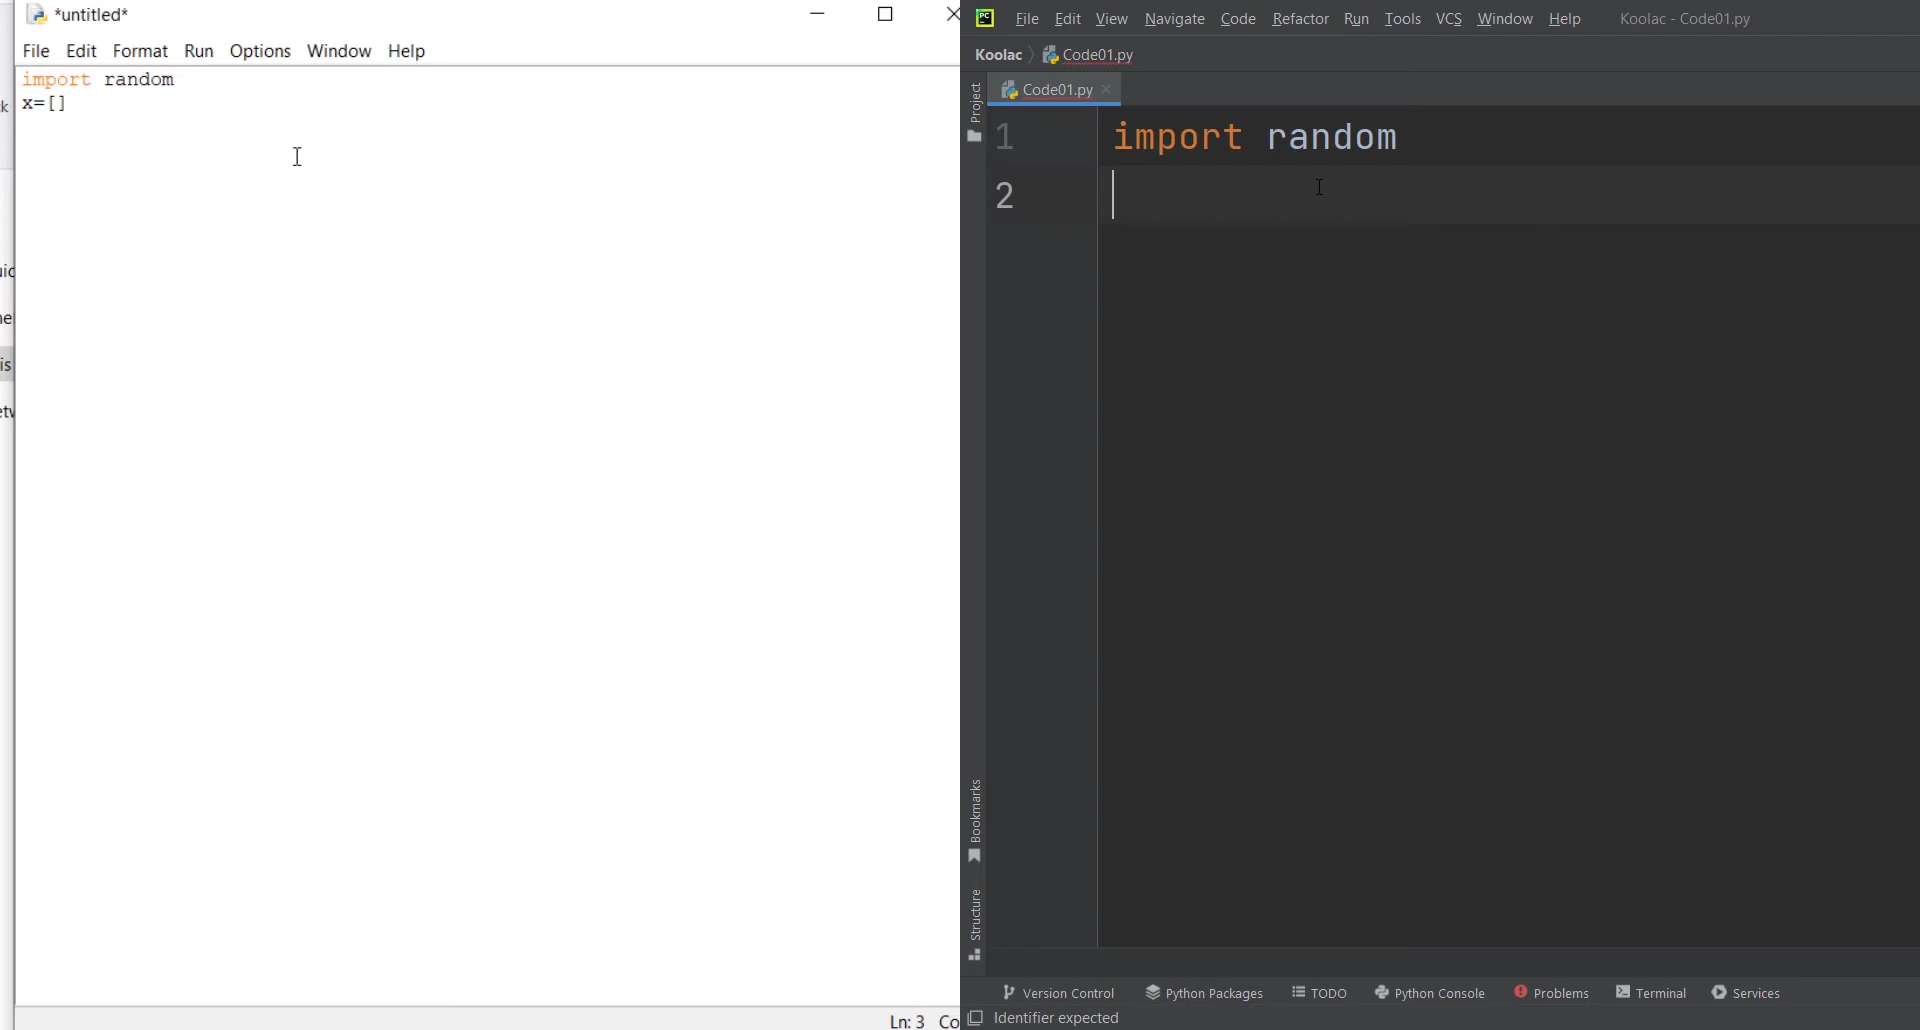 *untitled*
File Edit Format Run Options Window Help
import random
x=[]
Ln: 3
PC
File Edit View Navigate Code Refactor Run Tools VCS Window Help Koolac - Code01.py
Koolac Code01.py
Project
Code01.py
1 import random
2
Bookmarks
Structure
Version Control Python Packages TODO Python Console Problems Terminal Services
Identifier expected